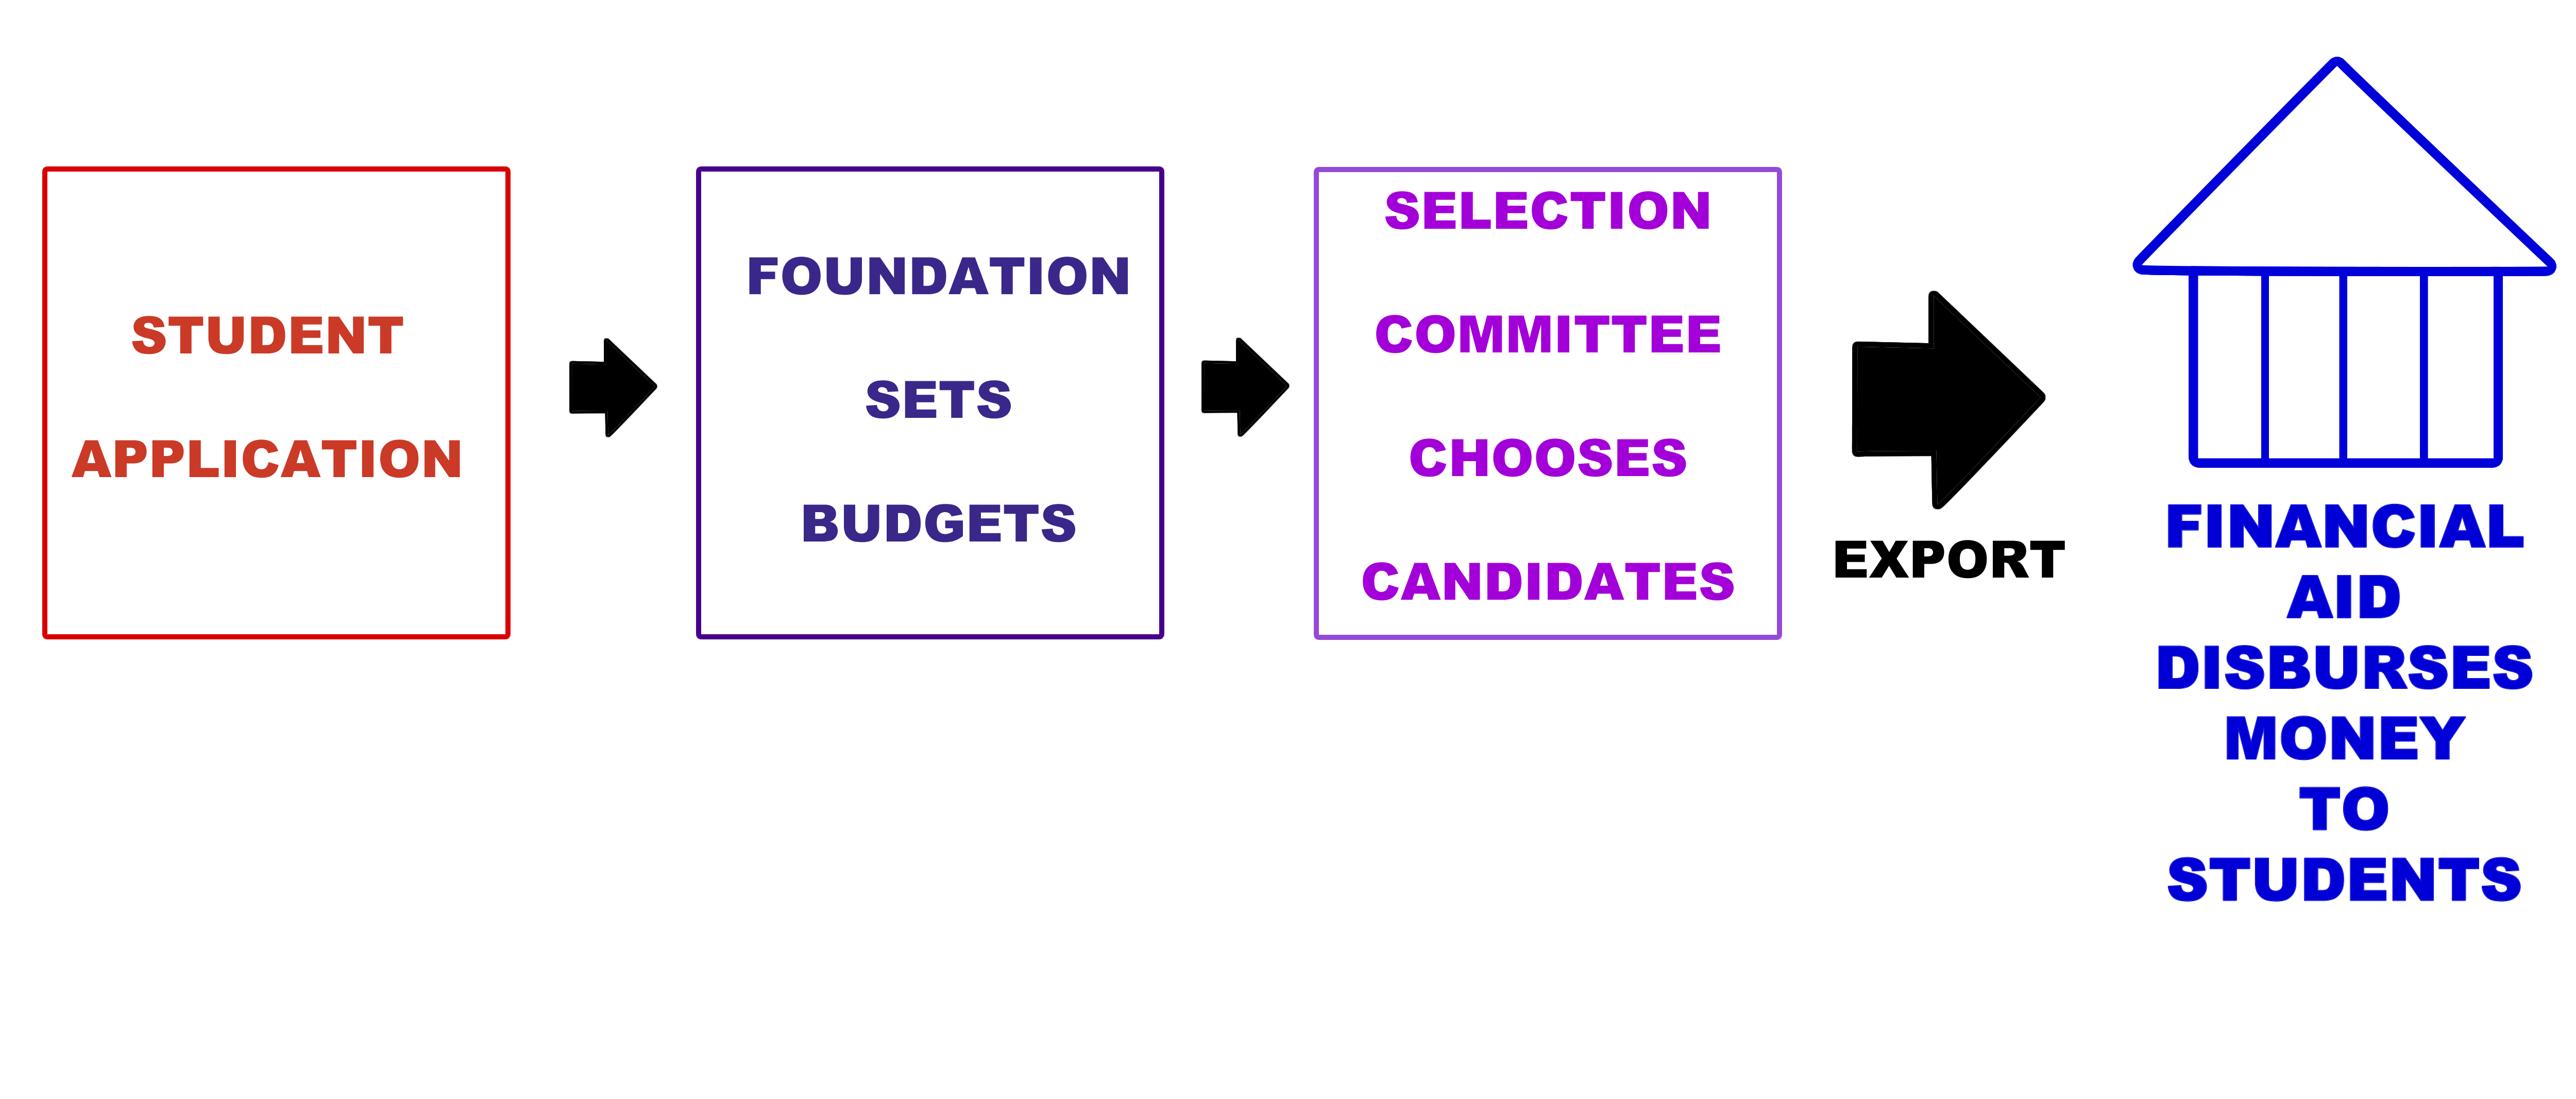 STUDENT
APPLICATION
FOUNDATION
SETS
BUDGETS
SELECTION
COMMITTEE
CHOOSES
CANDIDATES
EXPORT
FINANCIAL
AID
DISBURSES
MONEY
TO
STUDENTS